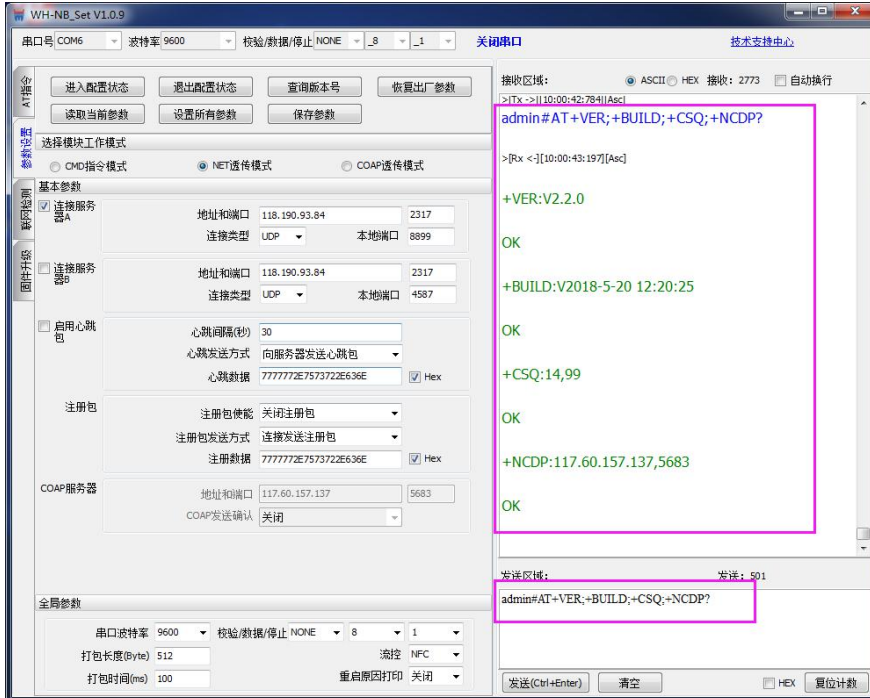 WH-NB_Set V1.0.9
串口号 COM6 波特率 9600 校验/数据/停止 NONE _8 _1 关闭串口 技术支持中心
AT指令
参数设置
联网检测
固件升级
进入配置状态 退出配置状态 查询版本号 恢复出厂参数
读取当前参数 设置所有参数 保存参数
选择模块工作模式
CMD指令模式 NET透传模式 COAP透传模式
基本参数
连接服务器A
地址和端口 118.190.93.84 2317
连接类型 UDP 本地端口 8899
连接服务器B
地址和端口 118.190.93.84 2317
连接类型 UDP 本地端口 4587
启用心跳包
心跳间隔(秒) 30
心跳发送方式 向服务器发送心跳包
心跳数据 7777772E7573722E636E Hex
注册包
注册包使能 关闭注册包
注册包发送方式 连接发送注册包
注册数据 7777772E7573722E636E Hex
COAP服务器
地址和端口 117.60.157.137 5683
COAP发送确认 关闭
全局参数
串口波特率 9600 校验/数据/停止 NONE 8 1
打包长度(Byte) 512 流控 NFC
打包时间(ms) 100 重启原因打印 关闭
接收区域: ASCII HEX 接收: 2773 自动换行
>|Tx ->||10:00:42:784||Asc|
admin#AT+VER;+BUILD;+CSQ;+NCDP?
>[Rx <-][10:00:43:197][Asc]
+VER:V2.2.0
OK
+BUILD:V2018-5-20 12:20:25
OK
+CSQ:14,99
OK
+NCDP:117.60.157.137,5683
OK
发送区域: 发送: 501
admin#AT+VER;+BUILD;+CSQ;+NCDP?
发送(Ctrl+Enter) 清空 HEX 复位计数